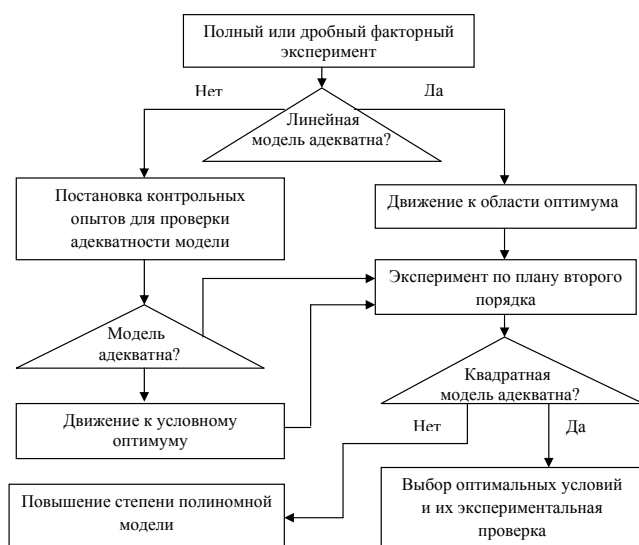 Полный или дробный факторный
эксперимент
Нет
Да
Линейная
модель адекватна?
Постановка контрольных
опытов для проверки
адекватности модели
Движение к области оптимума
Эксперимент по плану второго
порядка
Модель
адекватна?
Квадратная
модель адекватна?
Движение к условному
оптимуму
Нет
Да
Повышение степени полиномной
модели
Выбор оптимальных условий
и их экспериментальная
проверка